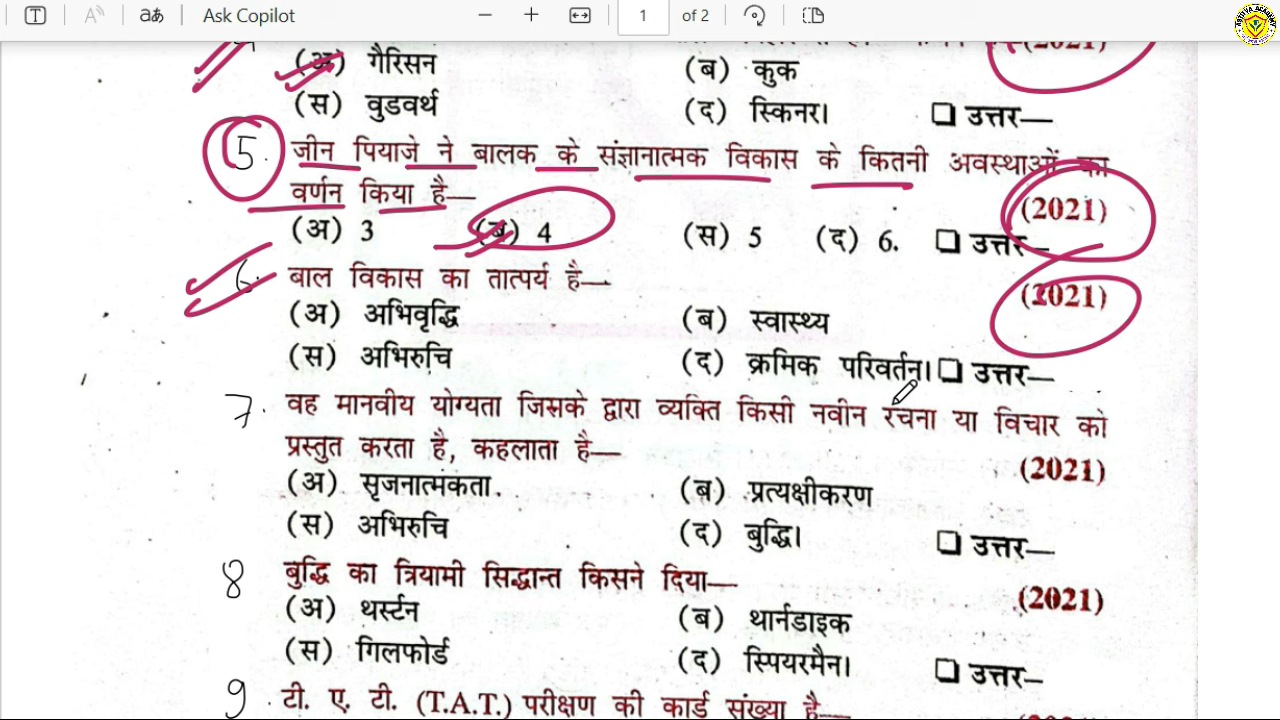 Ask Copilot
1 of 2
(2021)
(अ) गैरिसन (ब) कुक
(स) वुडवर्थ (द) स्किनर। ❑ उत्तर—
5. जीन पियाजे ने बालक के संज्ञानात्मक विकास के कितनी अवस्थाओं का
वर्णन किया है— (2021)
(अ) 3 (ब) 4 (स) 5 (द) 6. ❑ उत्तर—
6. बाल विकास का तात्पर्य है— (2021)
(अ) अभिवृद्धि (ब) स्वास्थ्य
(स) अभिरुचि (द) क्रमिक परिवर्तन। ❑ उत्तर—
7. वह मानवीय योग्यता जिसके द्वारा व्यक्ति किसी नवीन रचना या विचार को
प्रस्तुत करता है, कहलाता है— (2021)
(अ) सृजनात्मकता (ब) प्रत्यक्षीकरण
(स) अभिरुचि (द) बुद्धि। ❑ उत्तर—
8 बुद्धि का त्रियामी सिद्धान्त किसने दिया— (2021)
(अ) थर्स्टन (ब) थार्नडाइक
(स) गिलफोर्ड (द) स्पियरमैन। ❑ उत्तर–
9. टी. ए. टी. (T.A.T.) परीक्षण की कार्ड संख्या है—